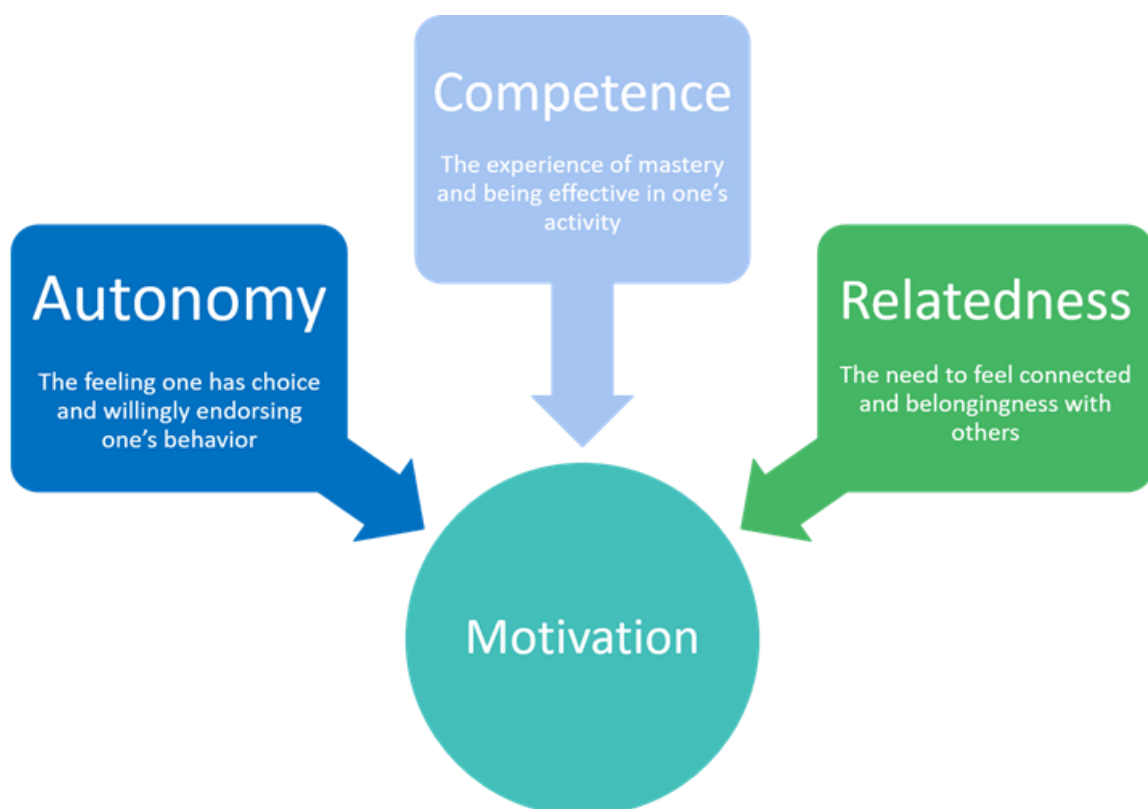 Competence
The experience of mastery
and being effective in one’s
activity
Autonomy
The feeling one has choice
and willingly endorsing
one’s behavior
Relatedness
The need to feel connected
and belongingness with
others
Motivation